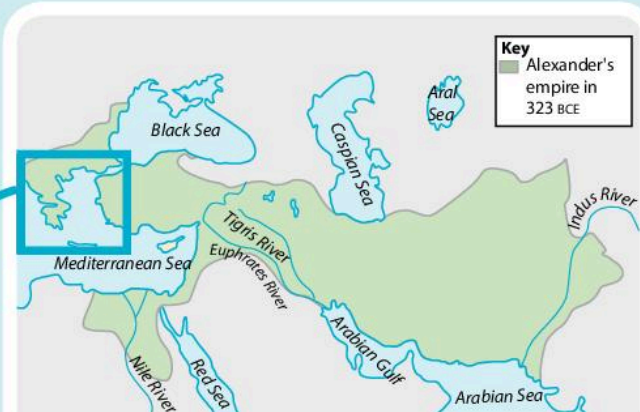 Key
Alexander's
empire in
323 BCE
Aral
Sea
Black Sea
Caspian Sea
Indus River
Tigris River
Mediterranean Sea
Euphrates River
Arabian Gulf
Nile River
Red Sea
Arabian Sea